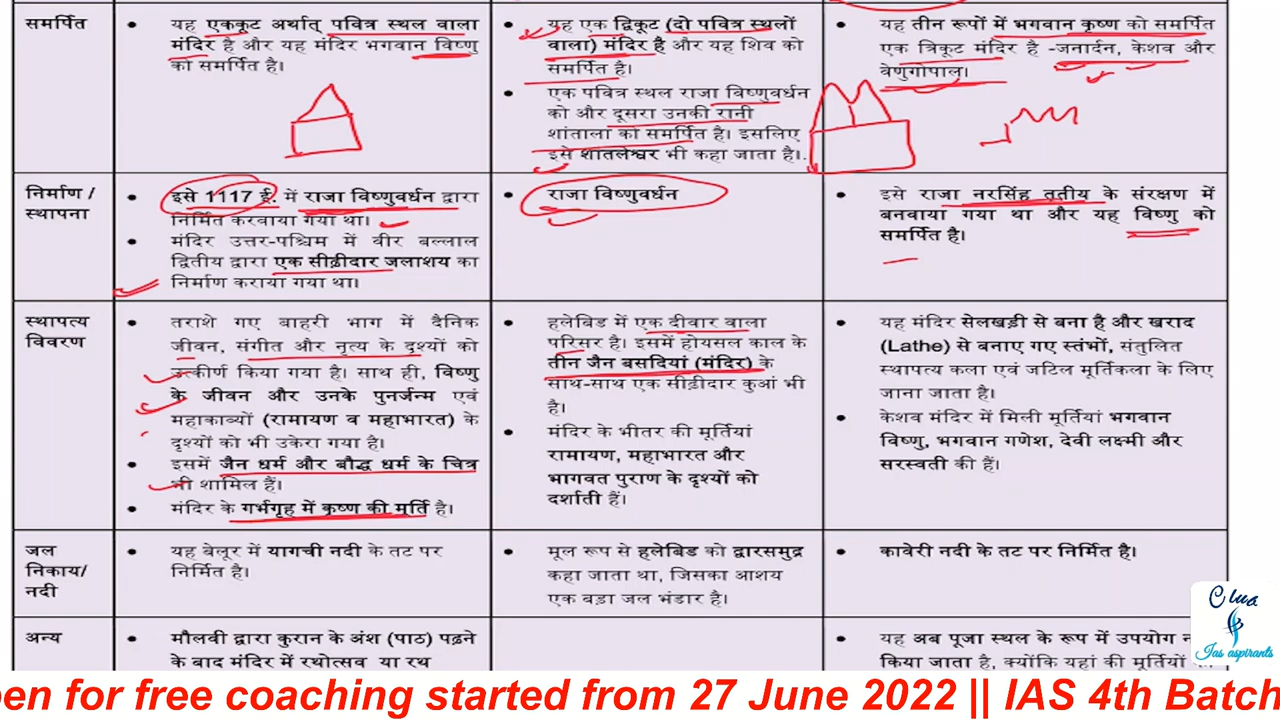 समर्पित
यह एककूट अर्थात् पवित्र स्थल वाला
मंदिर है और यह मंदिर भगवान विष्णु
को समर्पित है।
यह एक द्विकूट (दो पवित्र स्थलों
वाला) मंदिर है और यह शिव को
समर्पित है।
एक पवित्र स्थल राजा विष्णुवर्धन
को और दूसरा उनकी रानी
शांताला को समर्पित है। इसलिए
इसे शातलेश्वर भी कहा जाता है।.
यह तीन रूपों में भगवान कृष्ण को समर्पित
एक त्रिकूट मंदिर है -जनार्दन, केशव और
वेणुगोपाल।
निर्माण /
स्थापना
इसे 1117 ई. में राजा विष्णुवर्धन द्वारा
निर्मित करवाया गया था।
मंदिर उत्तर-पश्चिम में वीर बल्लाल
द्वितीय द्वारा एक सीढ़ीदार जलाशय का
निर्माण कराया गया था।
राजा विष्णुवर्धन
इसे राजा नरसिंह तृतीय के संरक्षण में
बनवाया गया था और यह विष्णु को
समर्पित है।
स्थापत्य
विवरण
तराशे गए बाहरी भाग में दैनिक
जीवन, संगीत और नृत्य के दृश्यों को
उत्कीर्ण किया गया है। साथ ही, विष्णु
के जीवन और उनके पुनर्जन्म एवं
महाकाव्यों (रामायण व महाभारत) के
दृश्यों को भी उकेरा गया है।
इसमें जैन धर्म और बौद्ध धर्म के चित्र
भी शामिल हैं।
मंदिर के गर्भगृह में कृष्ण की मूर्ति है।
हलेबिड में एक दीवार वाला
परिसर है। इसमें होयसल काल के
तीन जैन बसदियां (मंदिर) के
साथ-साथ एक सीढ़ीदार कुआं भी
है।
मंदिर के भीतर की मूर्तियां
रामायण, महाभारत और
भागवत पुराण के दृश्यों को
दर्शाती हैं।
यह मंदिर सेलखड़ी से बना है और खराद
(Lathe) से बनाए गए स्तंभों, संतुलित
स्थापत्य कला एवं जटिल मूर्तिकला के लिए
जाना जाता है।
केशव मंदिर में मिली मूर्तियां भगवान
विष्णु, भगवान गणेश, देवी लक्ष्मी और
सरस्वती की हैं।
जल
निकाय/
नदी
यह बेलूर में यागची नदी के तट पर
निर्मित है।
मूल रूप से हलेबिड को द्वारसमुद्र
कहा जाता था, जिसका आशय
एक बड़ा जल भंडार है।
कावेरी नदी के तट पर निर्मित है।
अन्य
मौलवी द्वारा कुरान के अंश (पाठ) पढ़ने
के बाद मंदिर में रथोत्सव या रथ
यह अब पूजा स्थल के रूप में उपयोग
किया जाता है, क्योंकि यहां की मूर्तियों
Ias aspirants
pen for free coaching started from 27 June 2022 || IAS 4th Batch